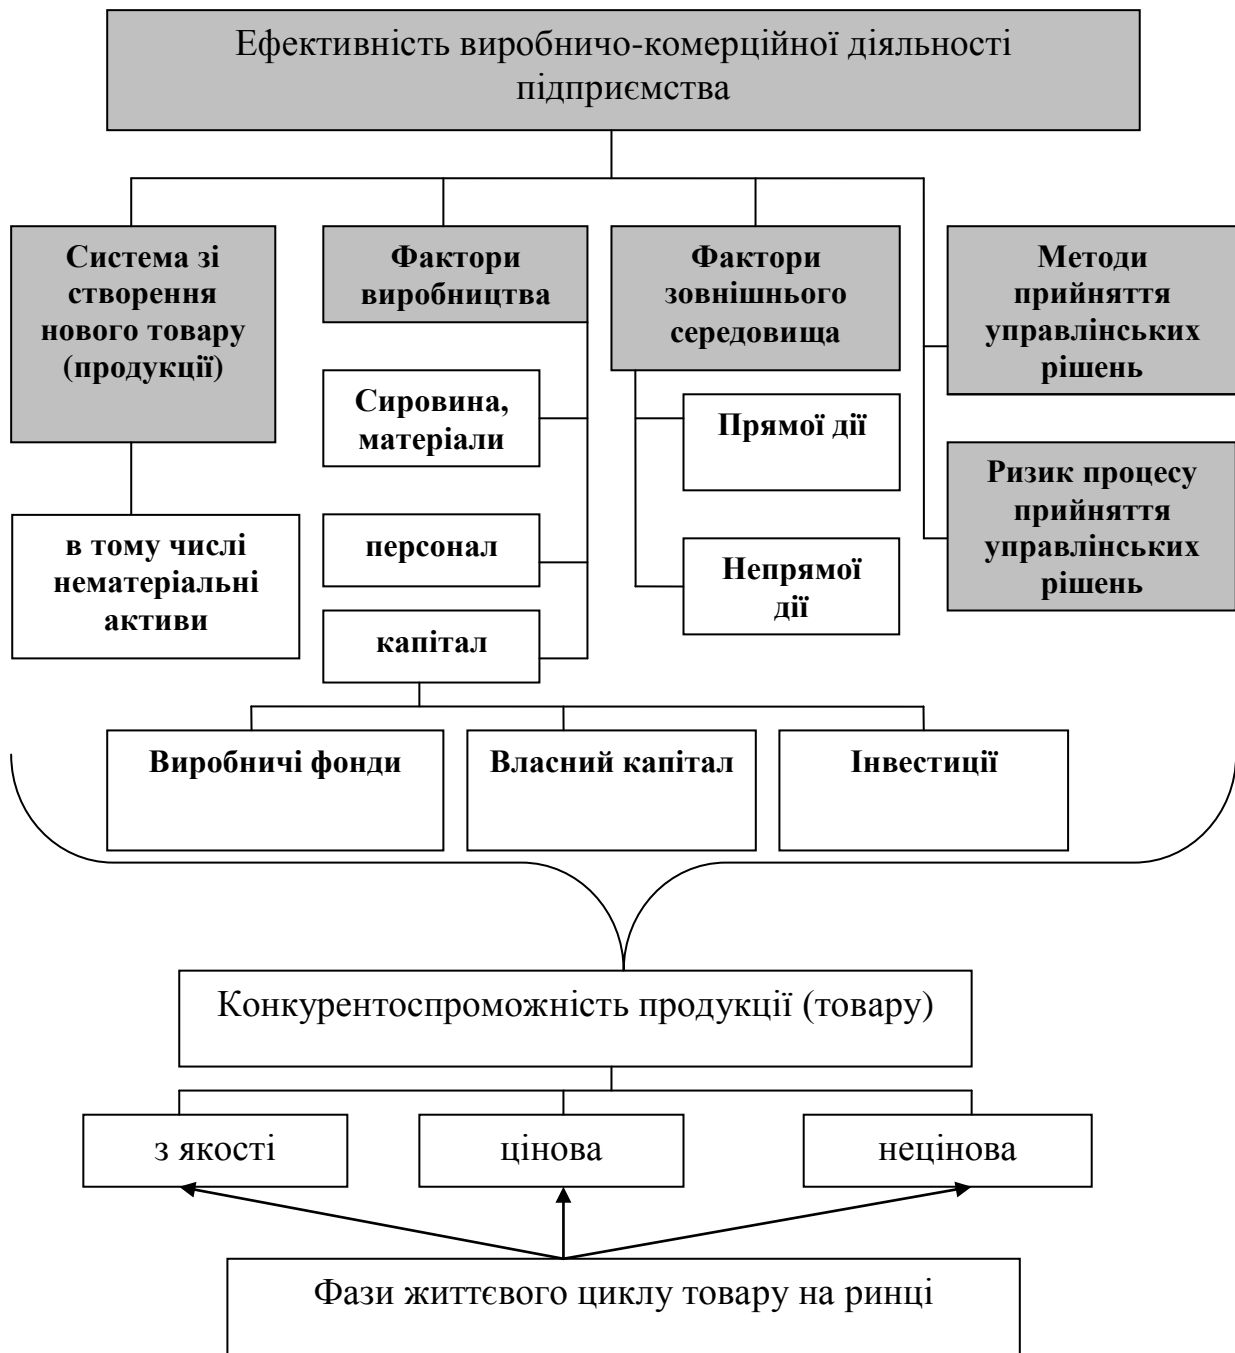 Ефективність виробничо-комерційної діяльності
підприємства
Система зі
створення
нового товару
(продукції)
в тому числі
нематеріальні
активи
Фактори
виробництва
Сировина,
матеріали
персонал
капітал
Фактори
зовнішнього
середовища
Прямої дії
Непрямої
дії
Методи
прийняття
управлінських
рішень
Ризик процесу
прийняття
управлінських
рішень
Виробничі фонди
Власний капітал
Інвестиції
Конкурентоспроможність продукції (товару)
з якості
цінова
нецінова
Фази життєвого циклу товару на ринці